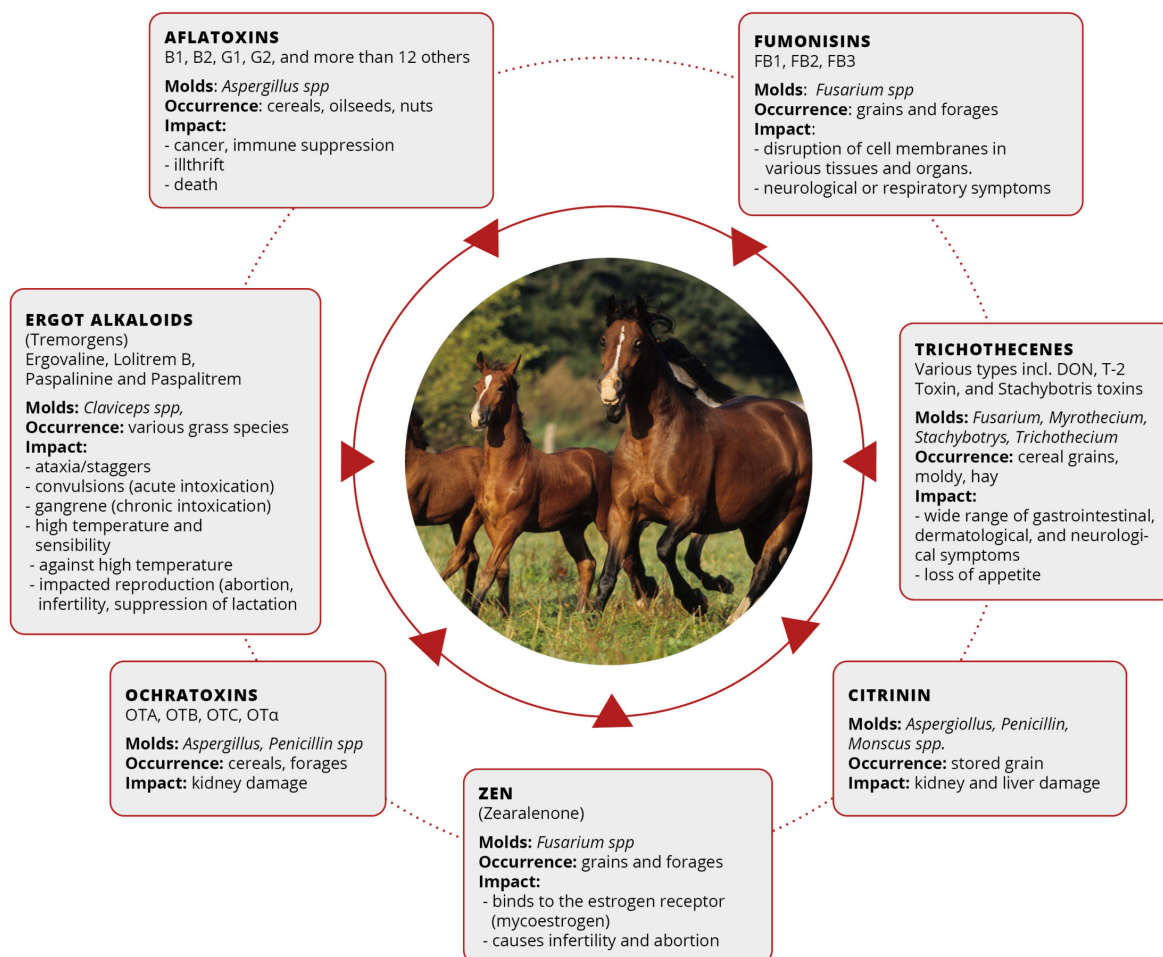 AFLATOXINS
B1, B2, G1, G2, and more than 12 others
Molds: Aspergillus spp
Occurrence: cereals, oilseeds, nuts
Impact:
- cancer, immune suppression
- illthrift
- death
FUMONISINS
FB1, FB2, FB3
Molds: Fusarium spp
Occurrence: grains and forages
Impact:
- disruption of cell membranes in
various tissues and organs.
- neurological or respiratory symptoms
ERGOT ALKALOIDS
(Tremorgens)
Ergovaline, Lolitrem B,
Paspalinine and Paspalitrem
Molds: Claviceps spp,
Occurrence: various grass species
Impact:
- ataxia/staggers
- convulsions (acute intoxication)
- gangrene (chronic intoxication)
- high temperature and
sensibility
- against high temperature
- impacted reproduction (abortion,
infertility, suppression of lactation
TRICHOTHECENES
Various types incl. DON, T-2
Toxin, and Stachybotris toxins
Molds: Fusarium, Myrothecium,
Stachybotrys, Trichothecium
Occurrence: cereal grains,
moldy, hay
Impact:
- wide range of gastrointestinal,
dermatological, and neurologi-
cal symptoms
- loss of appetite
OCHRATOXINS
OTA, OTB, OTC, OTα
Molds: Aspergillus, Penicillin spp
Occurrence: cereals, forages
Impact: kidney damage
CITRININ
Molds: Aspergiollus, Penicillin,
Monscus spp.
Occurrence: stored grain
Impact: kidney and liver damage
ZEN
(Zearalenone)
Molds: Fusarium spp
Occurrence: grains and forages
Impact:
- binds to the estrogen receptor
(mycoestrogen)
- causes infertility and abortion